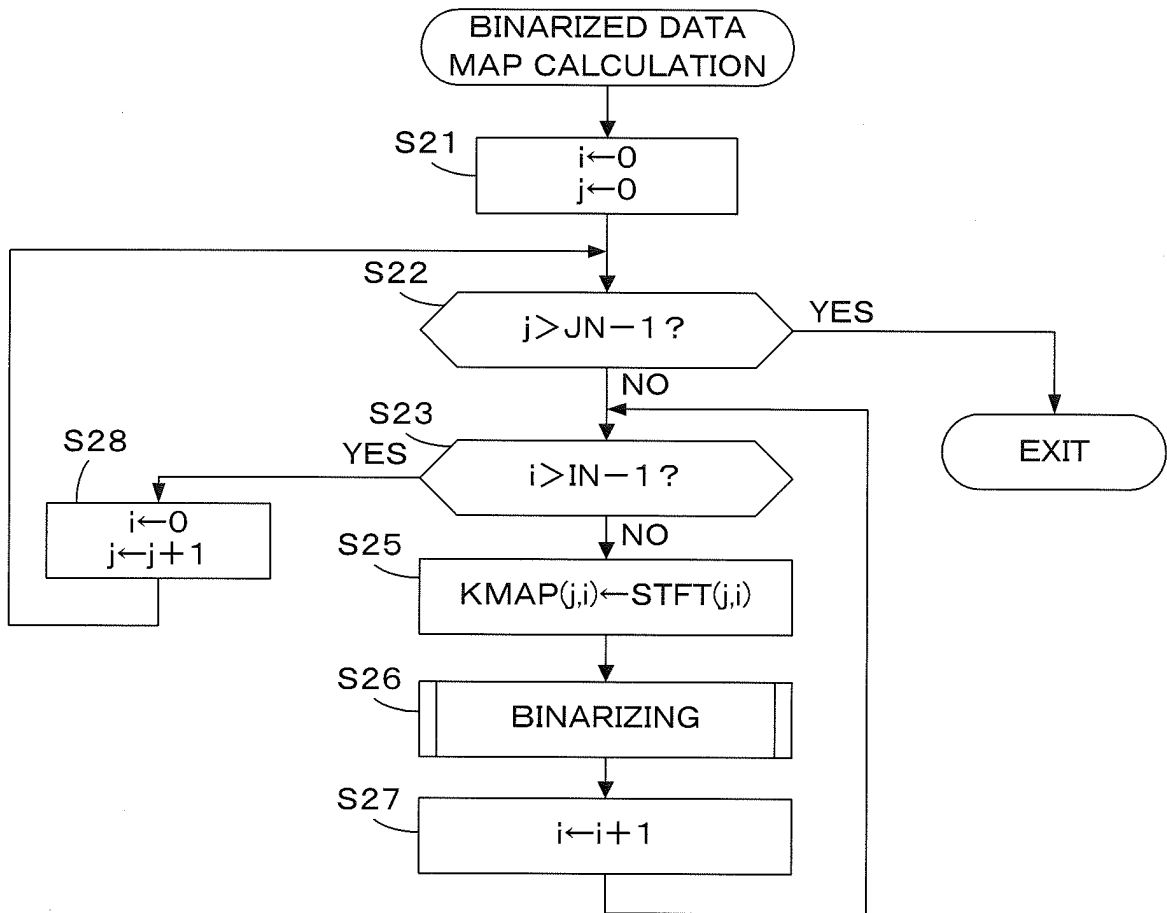 BINARIZED DATA
MAP CALCULATION
S21
i←0
j←0
S22
j>JN−1?
YES
NO
EXIT
S23
i>IN−1?
YES
NO
S28
i←0
j←j+1
S25
KMAP(j,i)←STFT(j,i)
S26
BINARIZING
S27
i←i+1